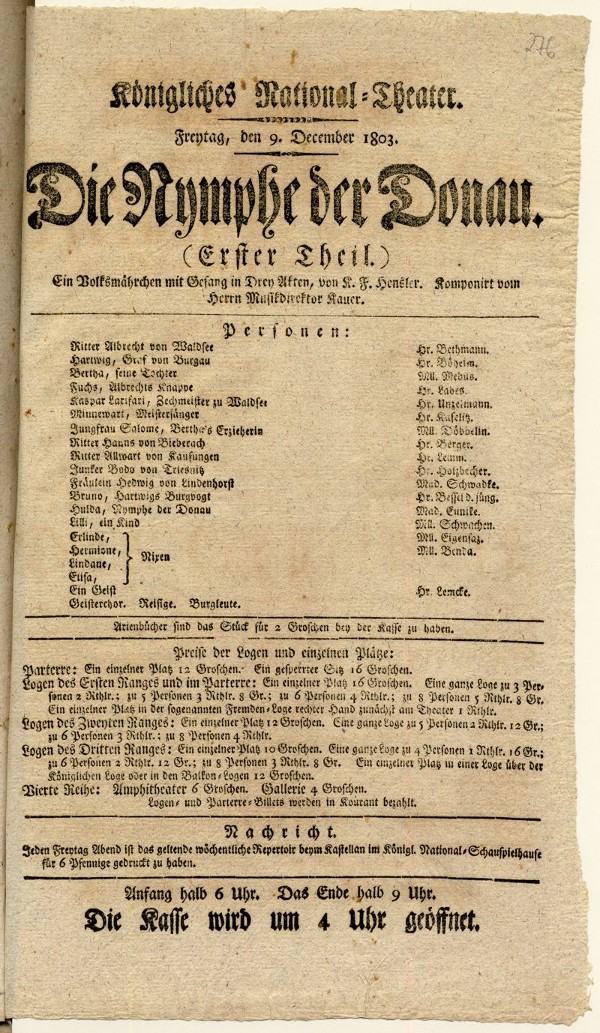 276
Königliches National-Theater.
Freytag, den 9. December 1803.
Die Nymphe der Donau.
(Erster Theil.)
Ein Volksmährchen mit Gesang in Drey Akten, von K. F. Hensler. Komponirt vom
Herrn Musikdirektor Kauer.
Personen:
Ritter Albrecht von Waldsee Hr. Bethmann.
Hartwig, Graf von Burgau Hr. Böheim.
Bertha, seine Tochter Mll. Mebus.
Fuchs, Albrechts Knappe Hr. Labes.
Kaspar Larifari, Zechmeister zu Waldsee Hr. Unzelmann.
Minnewart, Meistersänger Hr. Kaselitz.
Jungfrau Salome, Bertha's Erzieherin Mll. Döbbelin.
Ritter Hanns von Bieberach Hr. Berger.
Ritter Allwart von Kaufungen Hr. Lemm.
Junker Bodo von Triesnitz Hr. Holzbecher.
Fräulein Hedwig von Lindenhorst Mad. Schwadke.
Bruno, Hartwigs Burgvogt Hr. Bessel d. jüng.
Hulda, Nymphe der Donau Mad. Eunike.
Lilli, ein Kind Mll. Schwachen.
Erlinde, Mll. Eigensaz.
Hermione, Mll. Benda.
Nixen
Lindane,
Elisa,
Ein Geist Hr. Lemcke.
Geisterchor. Reisige. Burgleute.
Arienbücher sind das Stück für 2 Groschen bey der Kasse zu haben.
Preise der Logen und einzelnen Plätze:
Parterre: Ein einzelner Platz 12 Groschen. Ein gesperrter Sitz 16 Groschen.
Logen des Ersten Ranges und im Parterre: Ein einzelner Platz 16 Groschen. Eine ganze Loge zu 3 Per-
sonen 2 Rthlr.; zu 5 Personen 3 Rthlr. 8 Gr.; zu 6 Personen 4 Rthlr.; zu 8 Personen 5 Rthlr. 8 Gr.
Ein einzelner Platz in der sogenannten Fremden-Loge rechter Hand zunächst am Theater 1 Rthlr.
Logen des Zweyten Ranges: Ein einzelner Platz 12 Groschen. Eine ganze Loge zu 5 Personen 2 Rthlr. 12 Gr.;
zu 6 Personen 3 Rthlr.; zu 8 Personen 4 Rthlr.
Logen des Dritten Ranges: Ein einzelner Platz 10 Groschen. Eine ganze Loge zu 4 Personen 1 Rthlr. 16 Gr.;
zu 6 Personen 2 Rthlr. 12 Gr.; zu 8 Personen 3 Rthlr. 8 Gr. Ein einzelner Platz in einer Loge über der
Königlichen Loge oder in den Balkon-Logen 12 Groschen.
Vierte Reihe: Amphitheater 6 Groschen. Gallerie 4 Groschen.
Logen- und Parterre-Billets werden in Kourant bezahlt.
Nachricht.
Jeden Freytag Abend ist das geltende wöchentliche Repertoir beym Kastellan im Königl. National-Schauspielhause
für 6 Pfennige gedruckt zu haben.
Anfang halb 6 Uhr. Das Ende halb 9 Uhr.
Die Kasse wird um 4 Uhr geöffnet.